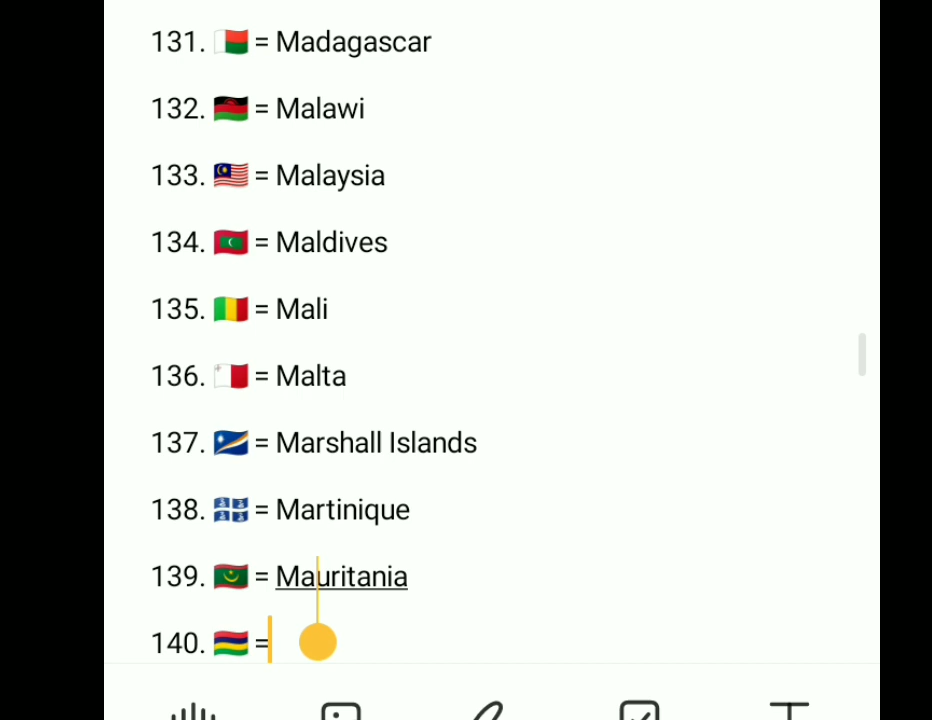 131. 🇲🇬 = Madagascar
132. 🇲🇼 = Malawi
133. 🇲🇾 = Malaysia
134. 🇲🇻 = Maldives
135. 🇲🇱 = Mali
136. 🇲🇹 = Malta
137. 🇲🇭 = Marshall Islands
138. 🇲🇶 = Martinique
139. 🇲🇷 = Mauritania
140. 🇲🇺 =